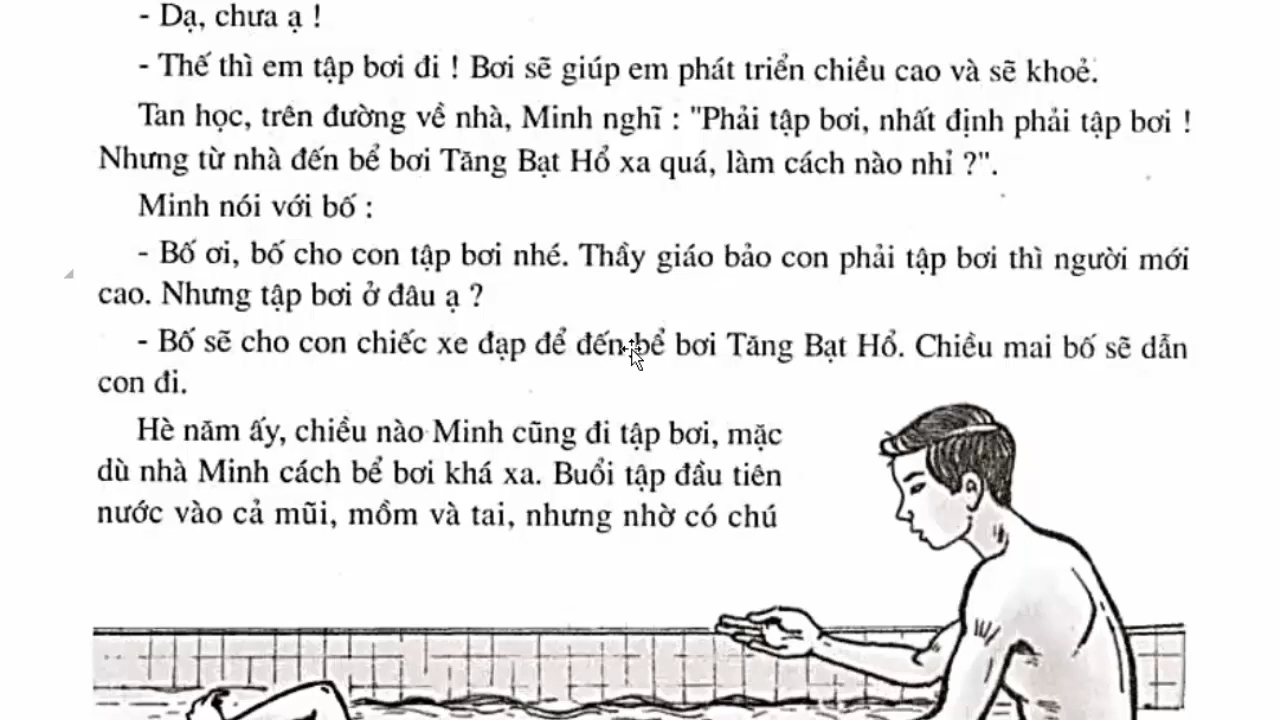 - Dạ, chưa ạ !
- Thế thì em tập bơi đi ! Bơi sẽ giúp em phát triển chiều cao và sẽ khoẻ.
Tan học, trên đường về nhà, Minh nghĩ : "Phải tập bơi, nhất định phải tập bơi !
Nhưng từ nhà đến bể bơi Tăng Bạt Hổ xa quá, làm cách nào nhỉ ?".
Minh nói với bố :
- Bố ơi, bố cho con tập bơi nhé. Thầy giáo bảo con phải tập bơi thì người mới
cao. Nhưng tập bơi ở đâu ạ ?
- Bố sẽ cho con chiếc xe đạp để đến bể bơi Tăng Bạt Hổ. Chiều mai bố sẽ dẫn
con đi.
Hè năm ấy, chiều nào Minh cũng đi tập bơi, mặc
dù nhà Minh cách bể bơi khá xa. Buổi tập đầu tiên
nước vào cả mũi, mồm và tai, nhưng nhờ có chú